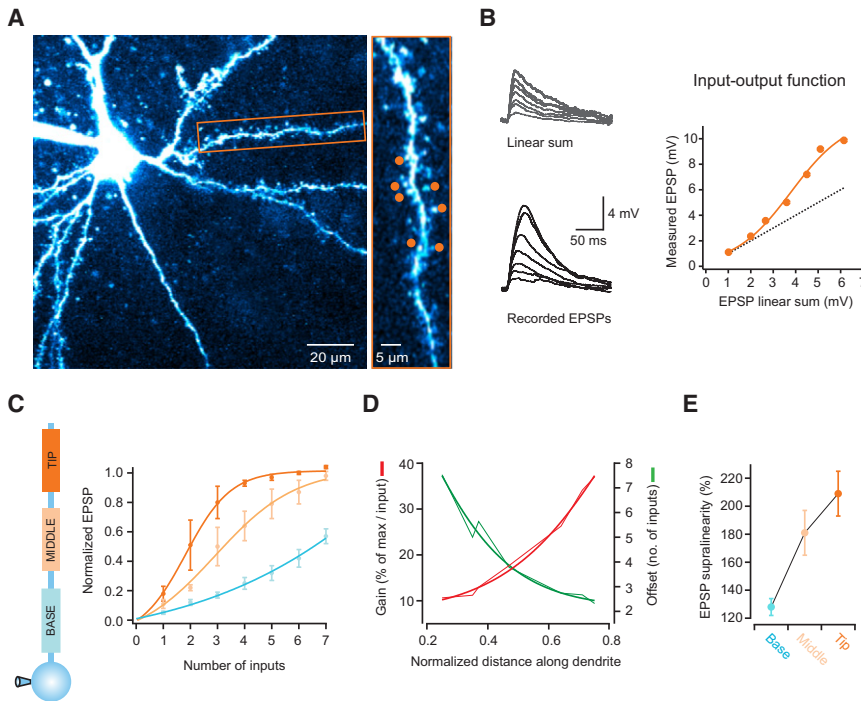 A
20 µm
5 µm
B
Linear sum
4 mV
50 ms
Recorded EPSPs
Input-output function
Measured EPSP (mV)
10
8
6
4
2
0
0 1 2 3 4 5 6 7
EPSP linear sum (mV)
C
TIP
MIDDLE
BASE
Normalized EPSP
1.0
0.8
0.6
0.4
0.2
0.0
0 1 2 3 4 5 6 7
Number of inputs
D
Gain (% of max / input)
40
30
20
10
8
7
6
5
4
3
2
Offset (no. of inputs)
0.2 0.4 0.6 0.8
Normalized distance along dendrite
E
EPSP supralinearity (%)
220
200
180
160
140
120
Base
Middle
Tip